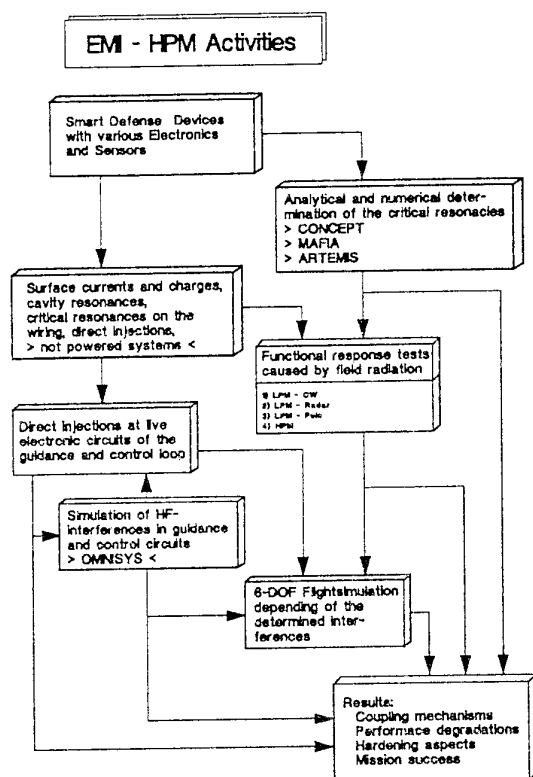 EMI - HPM Activities
Smart Defense Devices
with various Electronics
and Sensors
Analytical and numerical deter-
mination of the critical resonacies
> CONCEPT
> MAFIA
> ARTEMIS
Surface currents and charges,
cavity resonances,
critical resonances on the
wiring, direct injections,
> not powered systems <
Functional response tests
caused by field radiation
1) LPM - CW
2) LPM - Radar
3) LPM - Puls
4) HPM
Direct injections at live
electronic circuits of the
guidance and control loop
Simulation of HF-
interferences in guidance
and control circuits
> OMNISYS <
6-DOF Flightsimulation
depending of the
determined inter-
ferences
Results:
Coupling mechanisms
Performace degradations
Hardening aspects
Mission success